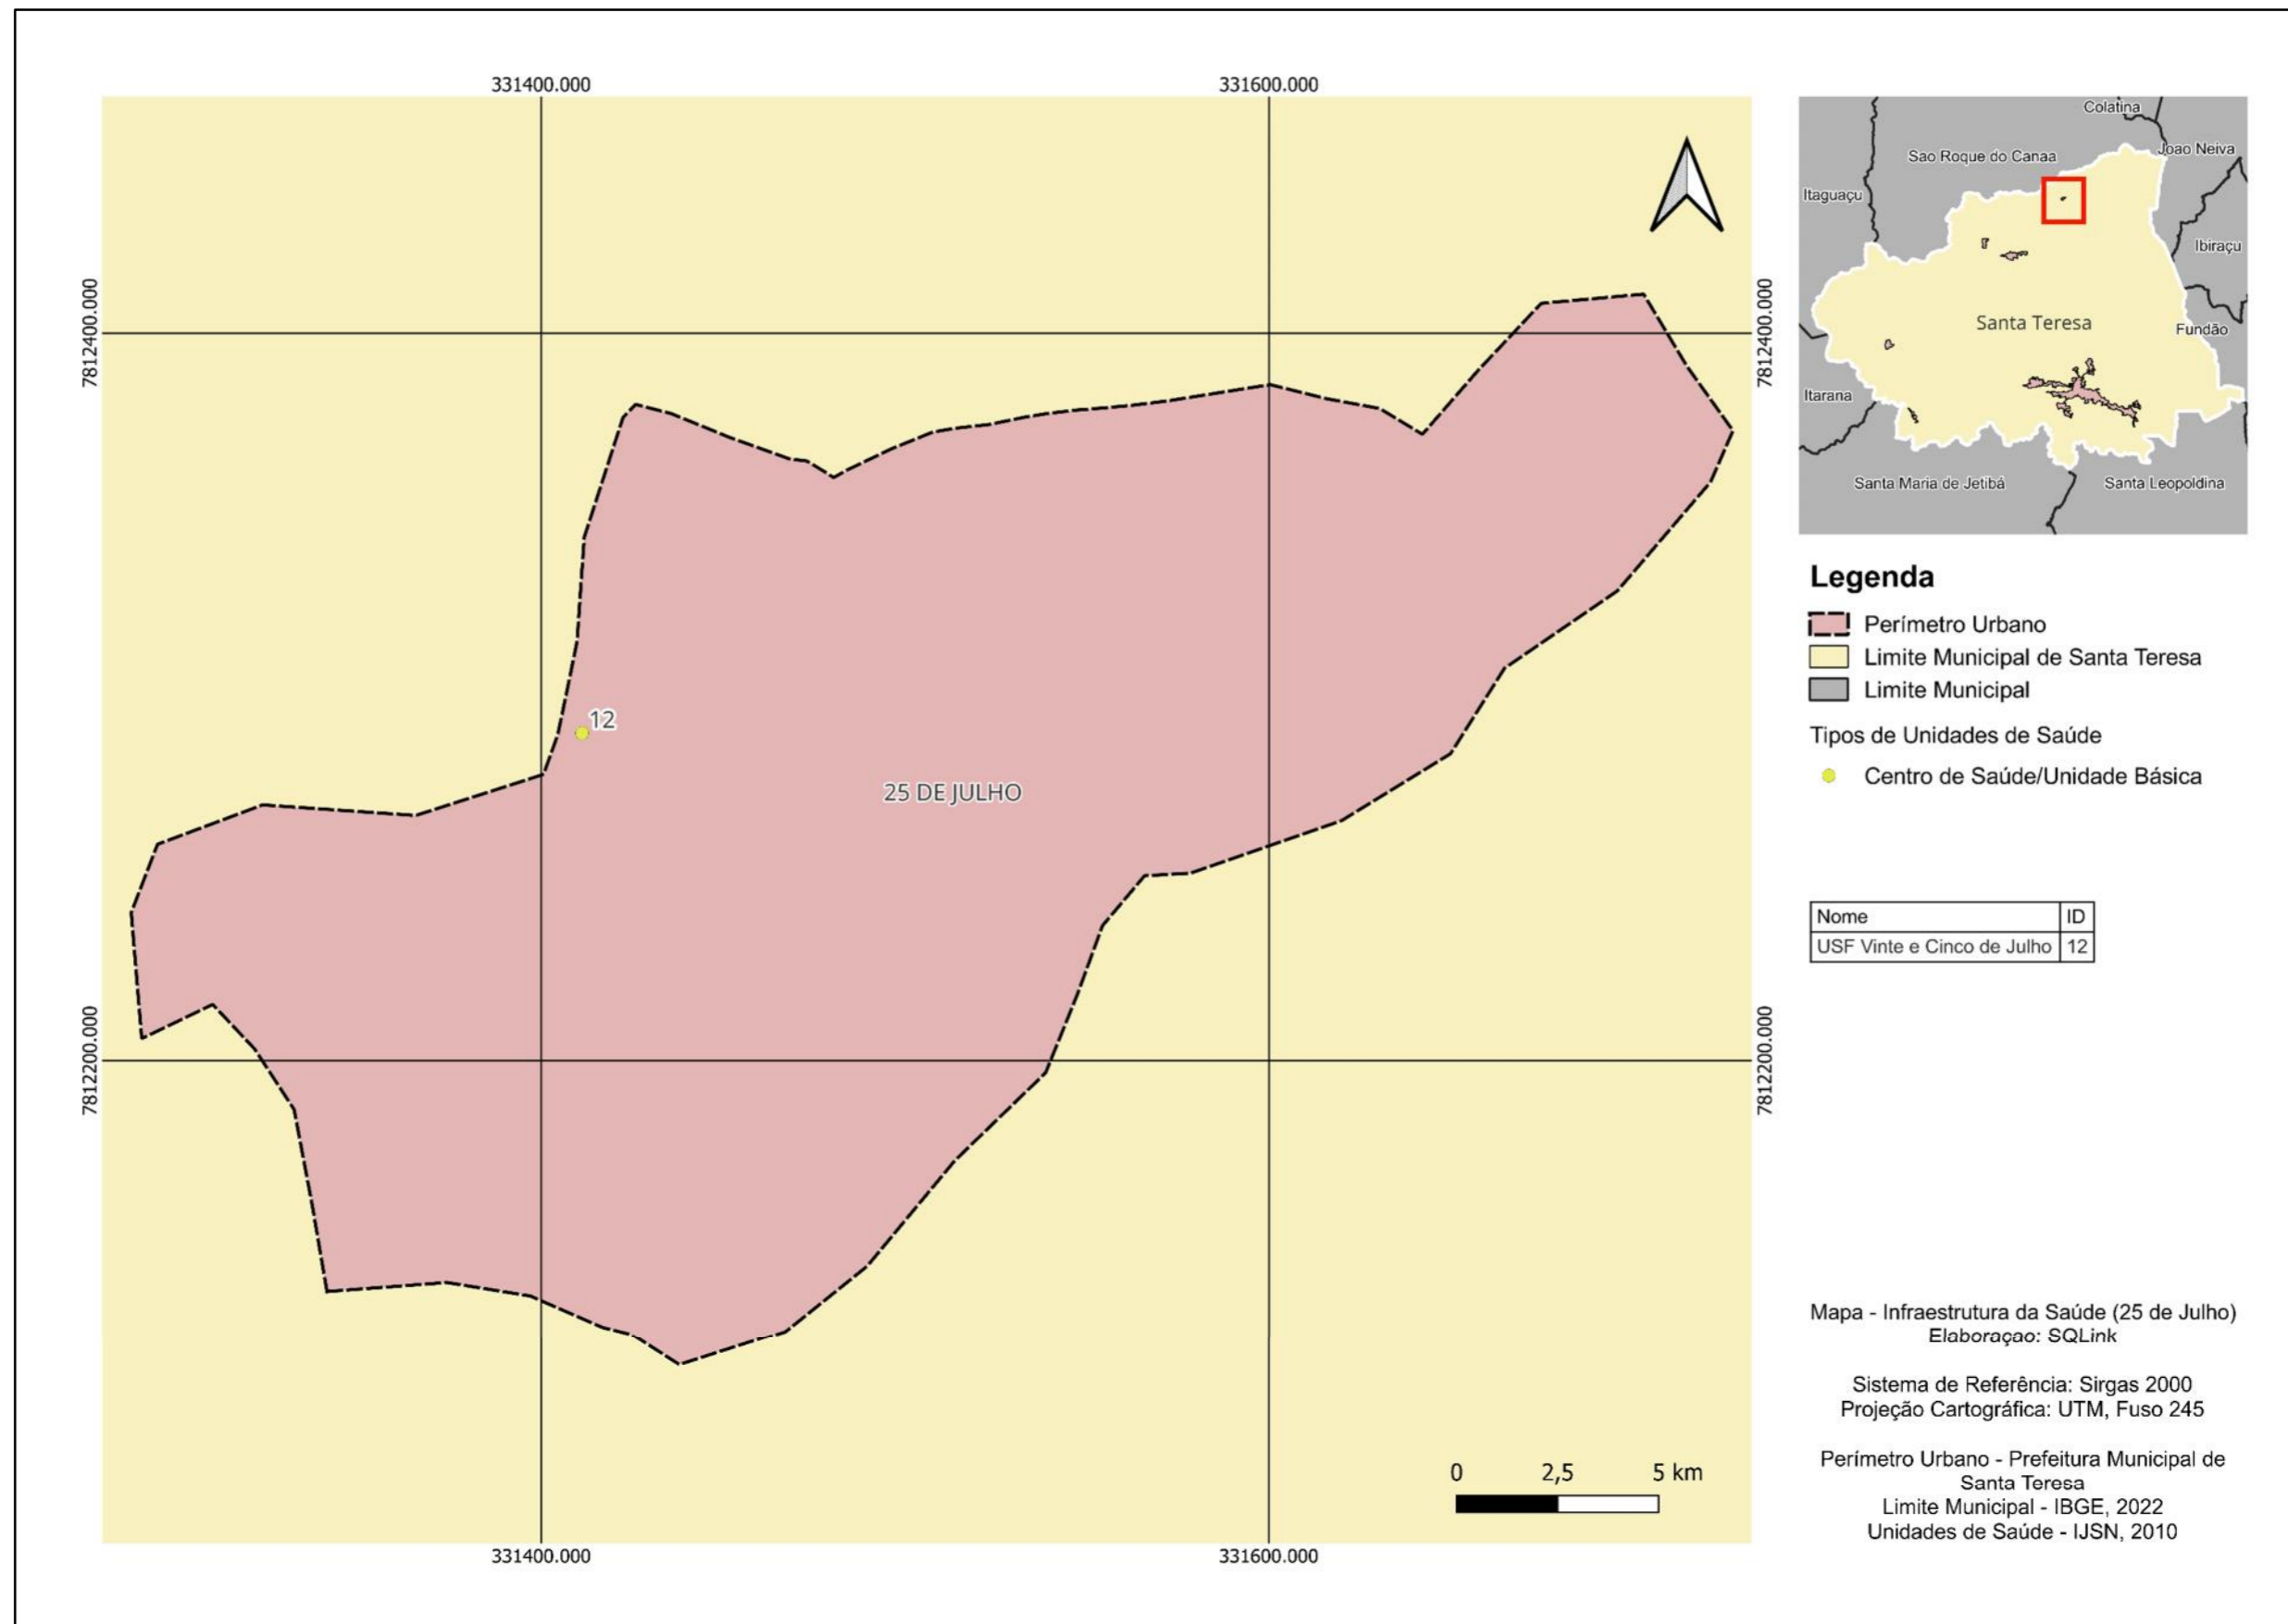 331400.000
331600.000
7812400.000
7812400.000
12
25 DE JULHO
7812200.000
7812200.000
0
2,5
5 km
331400.000
331600.000
Colatina
Sao Roque do Canaa
Joao Neiva
Itaguaçu
Ibiraçu
Santa Teresa
Fundão
Itarana
Santa Maria de Jetibá
Santa Leopoldina
Legenda
Perímetro Urbano
Limite Municipal de Santa Teresa
Limite Municipal
Tipos de Unidades de Saúde
Centro de Saúde/Unidade Básica
Nome ID
USF Vinte e Cinco de Julho 12
Mapa - Infraestrutura da Saúde (25 de Julho)
Elaboraçao: SQLink
Sistema de Referência: Sirgas 2000
Projeção Cartográfica: UTM, Fuso 245
Perímetro Urbano - Prefeitura Municipal de
Santa Teresa
Limite Municipal - IBGE, 2022
Unidades de Saúde - IJSN, 2010